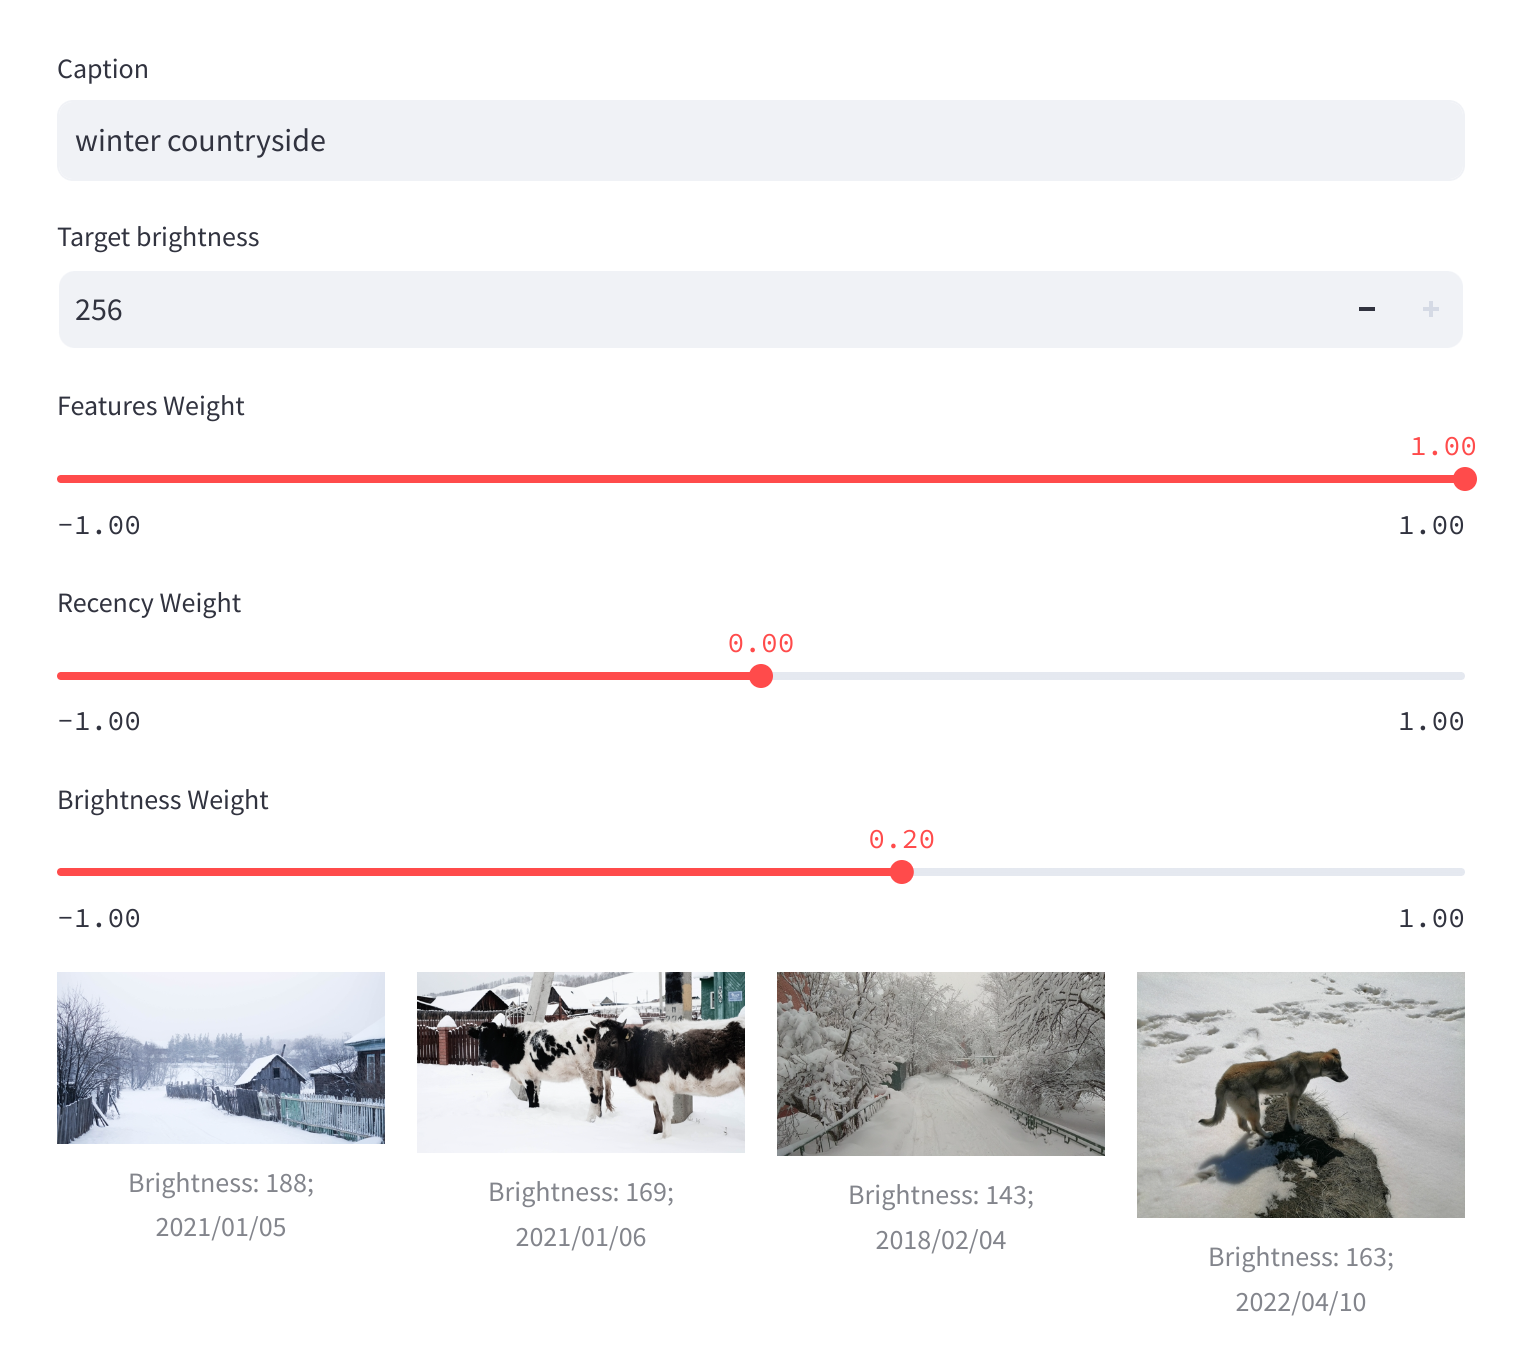 Caption
winter countryside
Target brightness
256
Features Weight
1.00
-1.00 1.00
Recency Weight
0.00
-1.00 1.00
Brightness Weight
0.20
-1.00 1.00
Brightness: 188;
2021/01/05
Brightness: 169;
2021/01/06
Brightness: 143;
2018/02/04
Brightness: 163;
2022/04/10